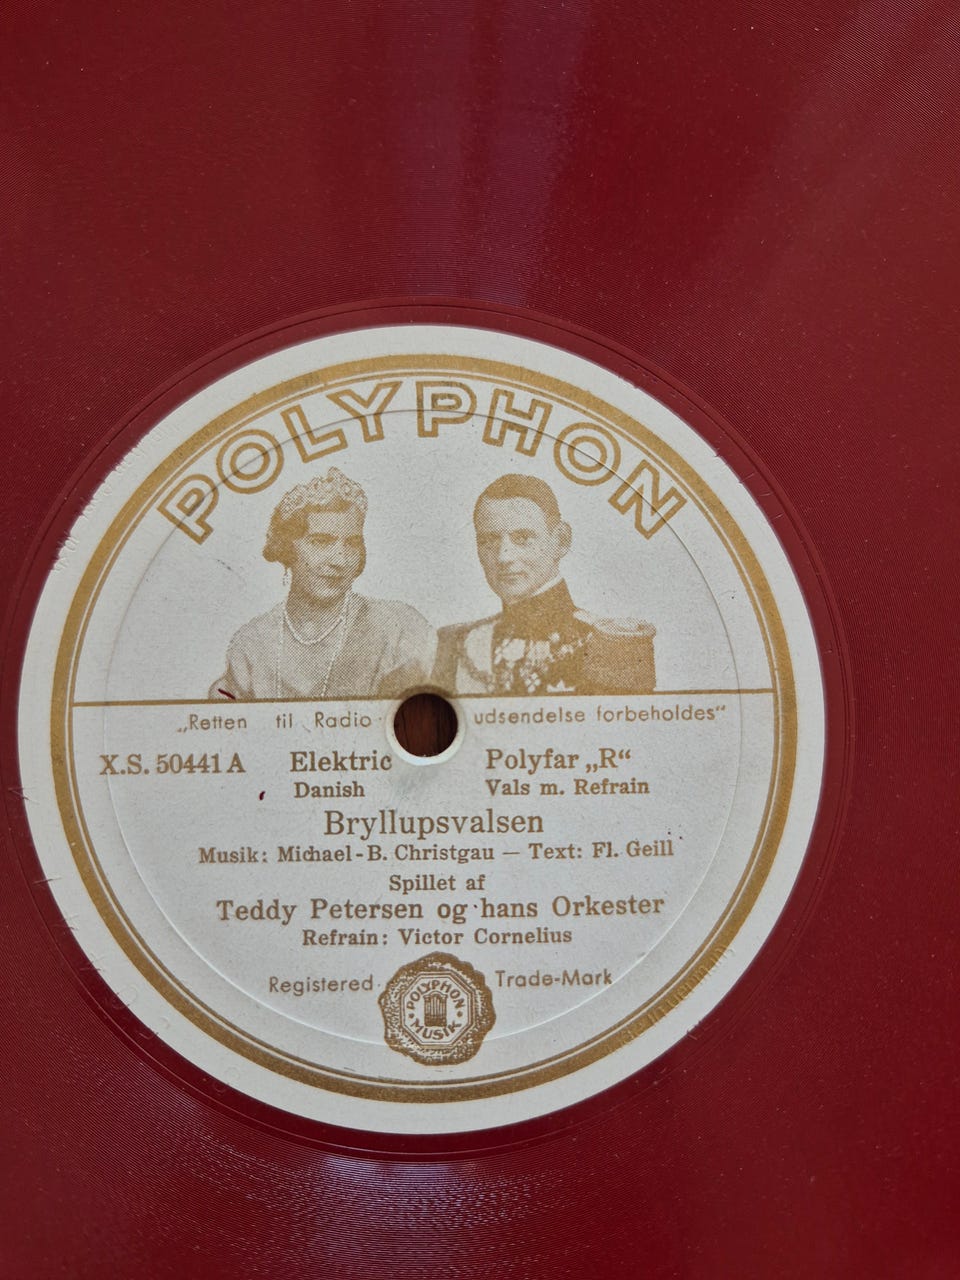 POLYPHON
„Retten til Radio udsendelse forbeholdes“
X.S. 50441 A Elektric Polyfar „R“
Danish Vals m. Refrain
Bryllupsvalsen
Musik: Michael-B. Christgau — Text: Fl. Geill
Spillet af
Teddy Petersen og hans Orkester
Refrain: Victor Cornelius
Registered Trade-Mark
POLYPHON
MUSIK